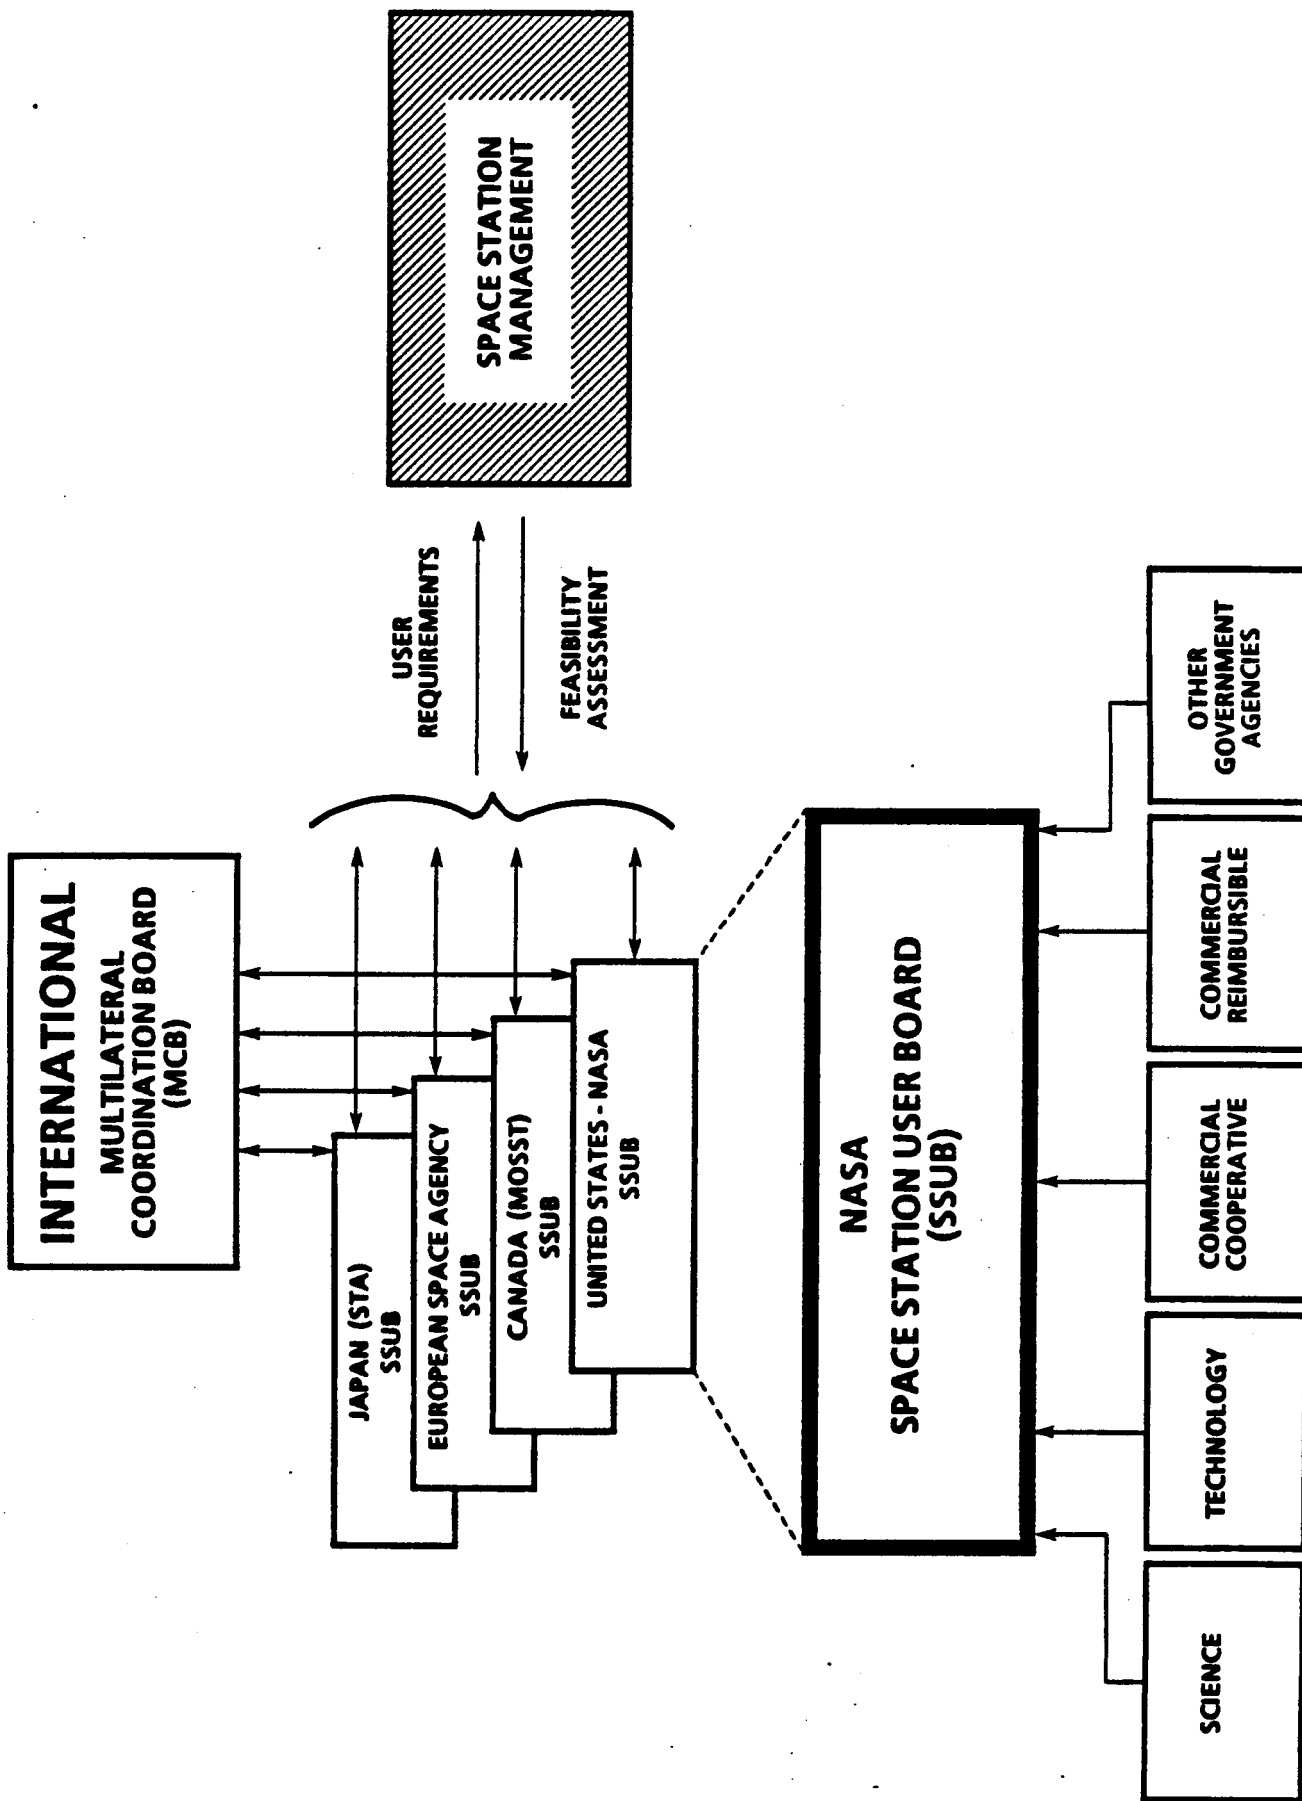 INTERNATIONAL
MULTILATERAL
COORDINATION BOARD
(MCB)
JAPAN (STA)
SSUB
EUROPEAN SPACE AGENCY
SSUB
CANADA (MOSST)
SSUB
UNITED STATES - NASA
SSUB
USER
REQUIREMENTS
FEASIBILITY
ASSESSMENT
SPACE STATION
MANAGEMENT
NASA
SPACE STATION USER BOARD
(SSUB)
SCIENCE
TECHNOLOGY
COMMERCIAL
COOPERATIVE
COMMERCIAL
REIMBURSIBLE
OTHER
GOVERNMENT
AGENCIES